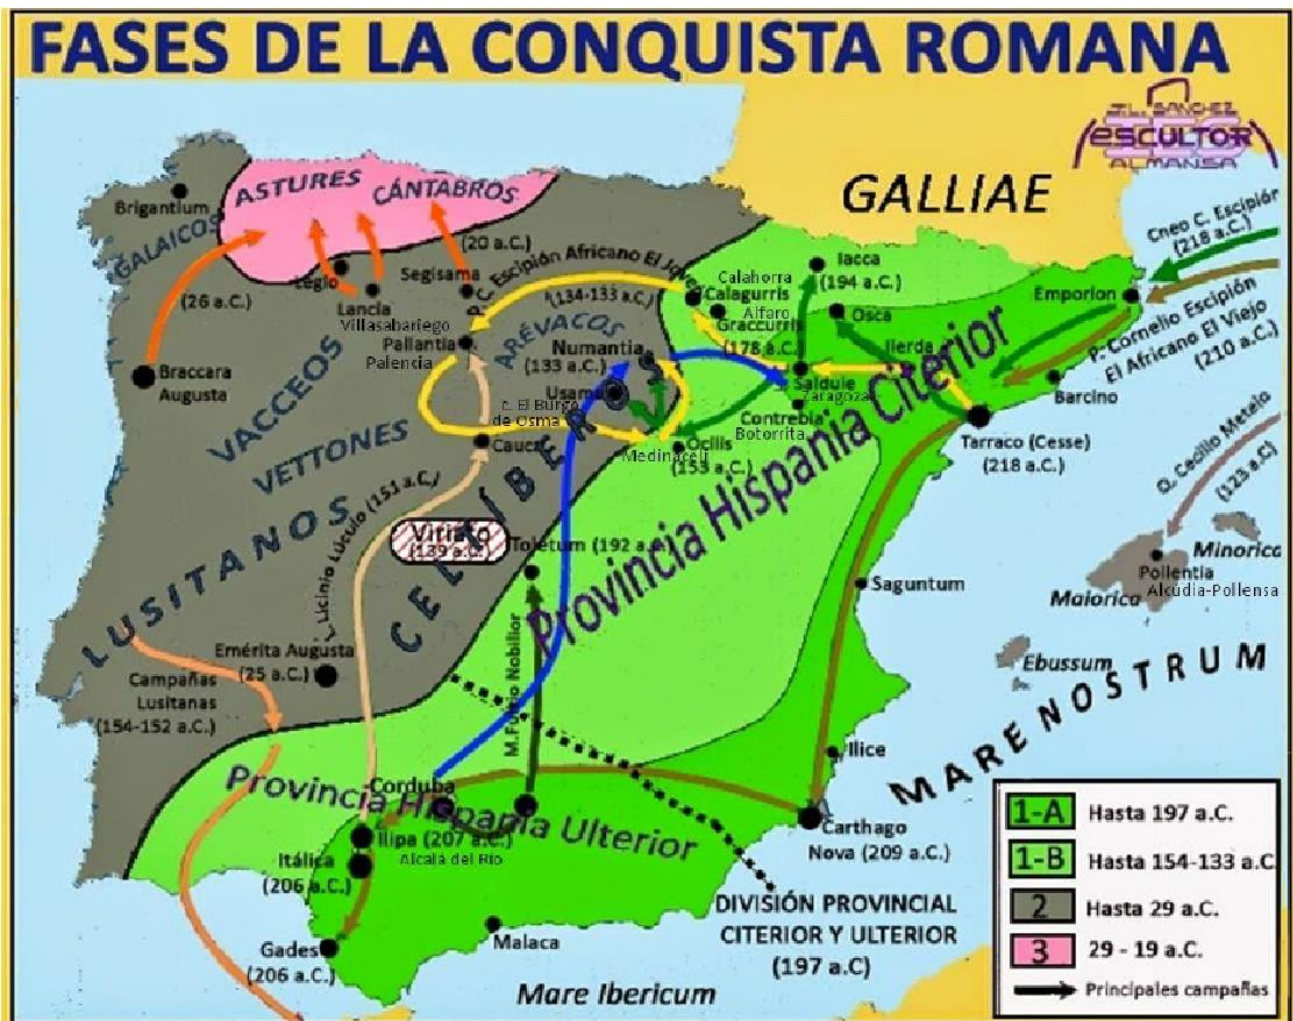 FASES DE LA CONQUISTA ROMANA
J.L. SANCHEZ
escultor
ALMANSA
GALLIAE
ASTURES
CÁNTABROS
Brigantium
GALAICOS
(26 a.C.)
Legio
Lancia
Villasabariego
Segisama
(20 a.C.)
P. C. Escipión Africano El Joven
(134-133 a.C.)
Pallantia
Palencia
ARÉVACOS
Numantia
(133 a.C.)
Usama
c. El Burgo
de Osma
Cauca
Braccara
Augusta
VACCEOS
VETTONES
LUSITANOS
CELTÍBEROS
Calahorra
Calagurris
Alfaro
Graccurris
(178 a.C.)
Iacca
(194 a.C.)
Osca
Ilerda
Salduie
Zaragoza
Contrebia
Botorrita
Ocilis
Medinaceli
(153 a.C.)
Emporion
Cneo C. Escipión
(218 a.C.)
P. Cornelio Escipión
El Africano El Viejo
(210 a.C.)
Barcino
Tarraco (Cesse)
(218 a.C.)
Q. Cecilio Metelo
(123 a.C)
Minorica
Pollentia
Maiorica
Alcúdia-Pollensa
Ebussum
MARE NOSTRUM
Provincia Hispania Citerior
Viriato
(139 a.C.)
Toletum (192 a.C.)
L. Licinio Lúculo (151 a.C.)
Saguntum
Emérita Augusta
(25 a.C.)
Campañas
Lusitanas
(154-152 a.C.)
M. Fulvio Nobilior
Ilice
Corduba
Provincia Hispania Ulterior
Ilipa (207 a.C.)
Alcalá del Río
Itálica
(206 a.C.)
Gades
(206 a.C.)
Malaca
Carthago
Nova (209 a.C.)
DIVISIÓN PROVINCIAL
CITERIOR Y ULTERIOR
(197 a.C)
Mare Ibericum
1-A Hasta 197 a.C.
1-B Hasta 154-133 a.C
2 Hasta 29 a.C.
3 29 - 19 a.C.
Principales campañas